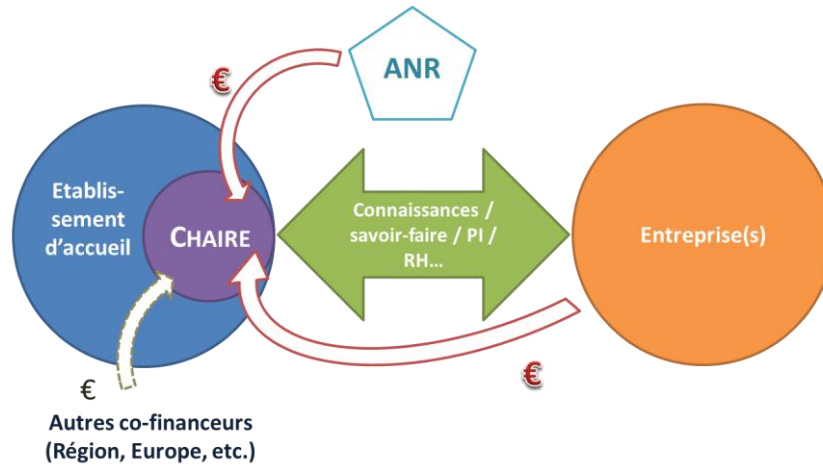 ANR
€
Etablis-
sement
d'accueil
CHAIRE
Connaissances /
savoir-faire / PI /
RH...
Entreprise(s)
€
€
Autres co-financeurs
(Région, Europe, etc.)